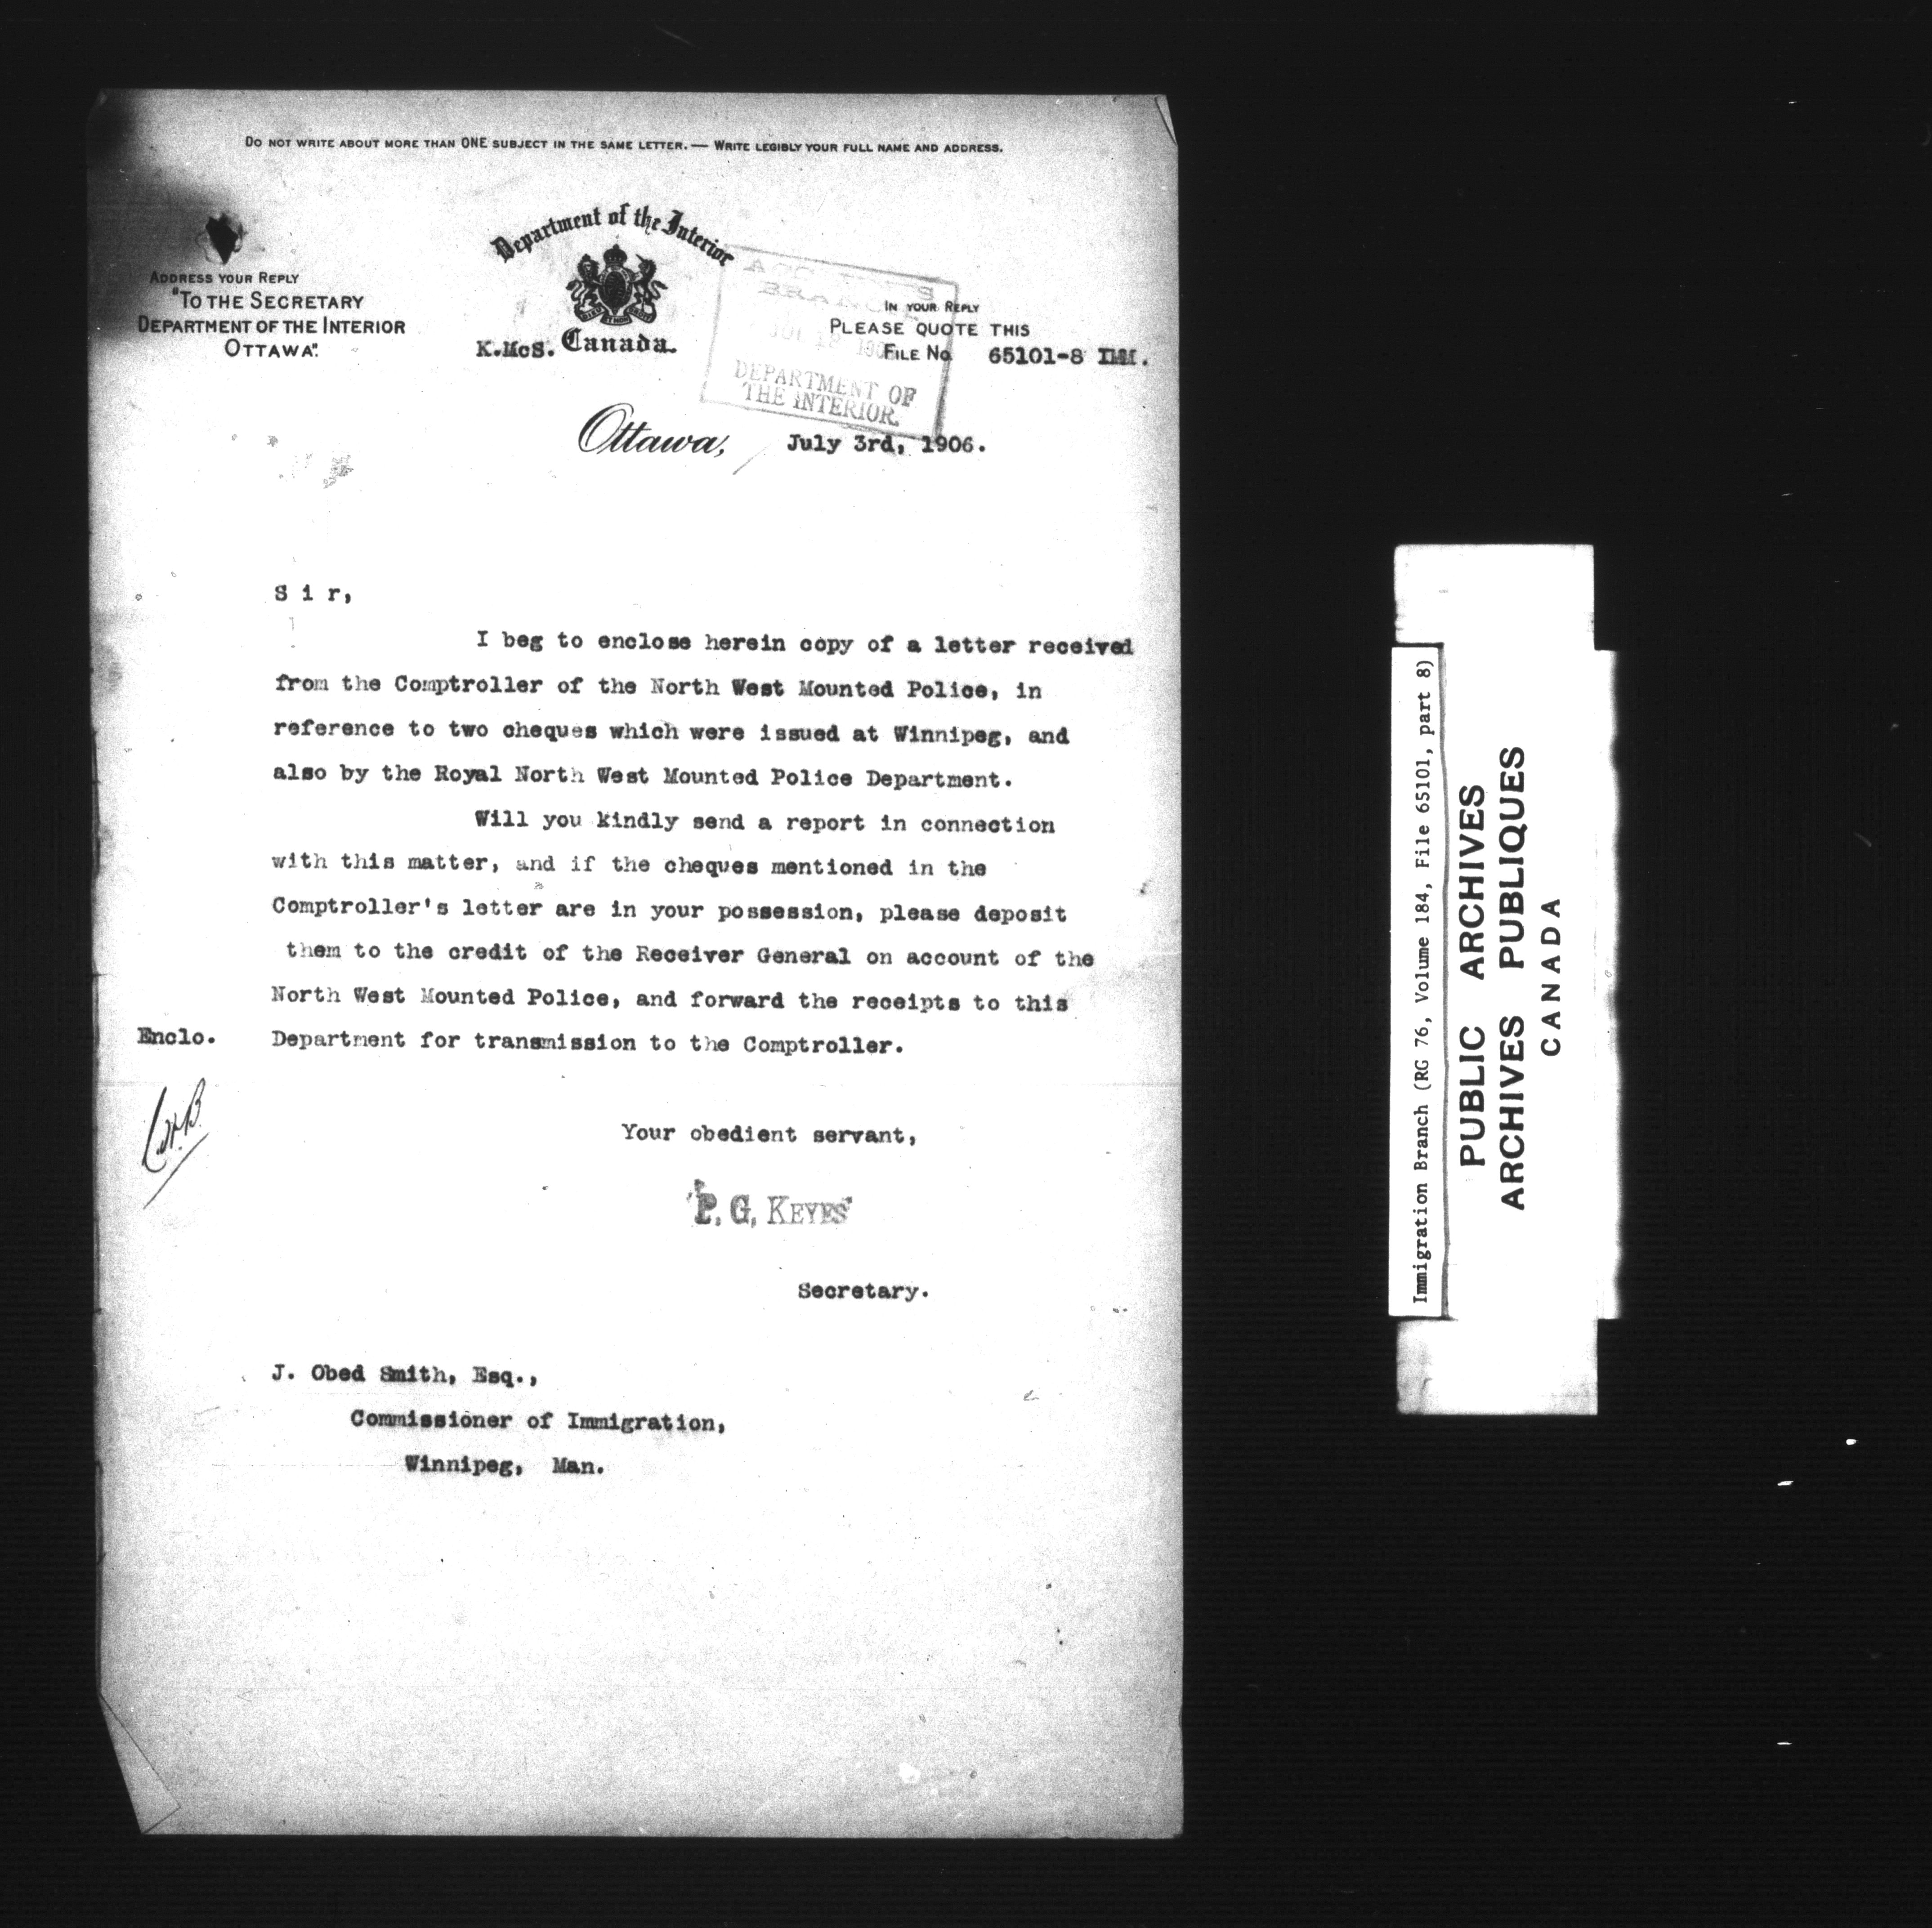 DO NOT WRITE ABOUT MORE THAN ONE SUBJECT IN THE SAME LETTER. — WRITE LEGIBLY YOUR FULL NAME AND ADDRESS.
ADDRESS YOUR REPLY
"TO THE SECRETARY
DEPARTMENT OF THE INTERIOR
OTTAWA".
Department of the Interior
K.McS. Canada.
IN YOUR REPLY
PLEASE QUOTE THIS
FILE No 65101-8 IMM.
BRANCH
JUL 18 190
DEPARTMENT OF
THE INTERIOR.
Ottawa, July 3rd, 1906.
S i r,
I beg to enclose herein copy of a letter received
from the Comptroller of the North West Mounted Police, in
reference to two cheques which were issued at Winnipeg, and
also by the Royal North West Mounted Police Department.
Will you kindly send a report in connection
with this matter, and if the cheques mentioned in the
Comptroller's letter are in your possession, please deposit
them to the credit of the Receiver General on account of the
North West Mounted Police, and forward the receipts to this
Enclo. Department for transmission to the Comptroller.
Your obedient servant,
"P. G. KEYES"
Secretary.
J. Obed Smith, Esq.,
Commissioner of Immigration,
Winnipeg, Man.
Immigration Branch (RG 76, Volume 184, File 65101, part 8)
PUBLIC ARCHIVES
ARCHIVES PUBLIQUES
CANADA